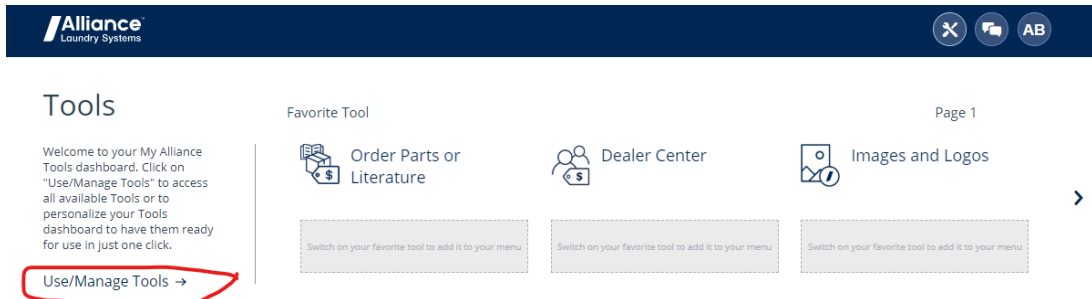 Alliance
Laundry Systems
AB
Tools
Favorite Tool
Page 1
Welcome to your My Alliance
Tools dashboard. Click on
"Use/Manage Tools" to access
all available Tools or to
personalize your Tools
dashboard to have them ready
for use in just one click.
Use/Manage Tools →
Order Parts or
Literature
Dealer Center
Images and Logos
Switch on your favorite tool to add it to your menu
Switch on your favorite tool to add it to your menu
Switch on your favorite tool to add it to your menu